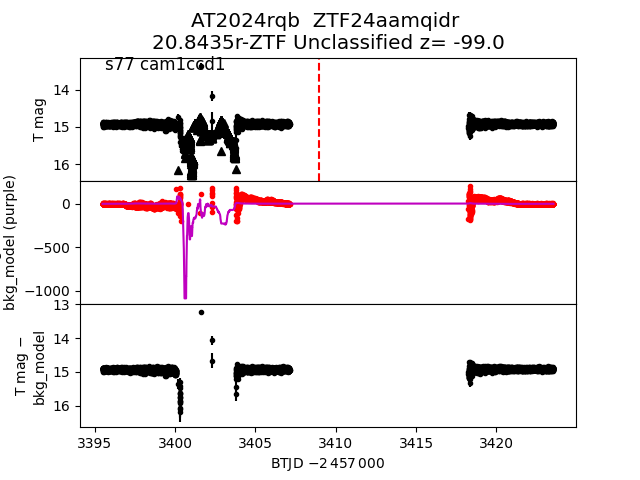 AT2024rqb ZTF24aamqidr
20.8435r-ZTF Unclassified z= -99.0
s77 cam1ccd1
T mag
14
15
16
bkg_model (purple)
0
−500
−1000
T mag −
bkg_model
13
14
15
16
3395 3400 3405 3410 3415 3420
BTJD −2 457 000